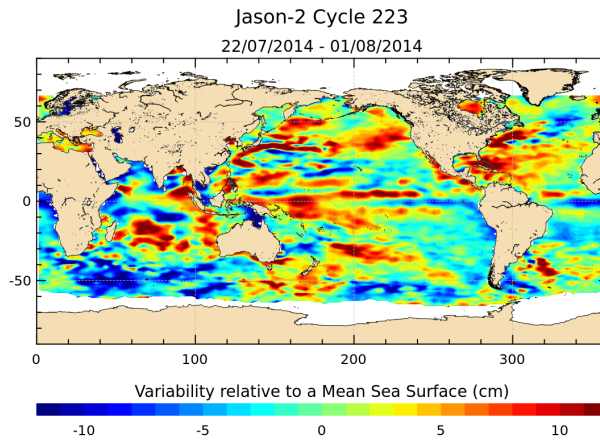 Jason-2 Cycle 223
22/07/2014 - 01/08/2014
50
0
-50
0 100 200 300
Variability relative to a Mean Sea Surface (cm)
-10 -5 0 5 10